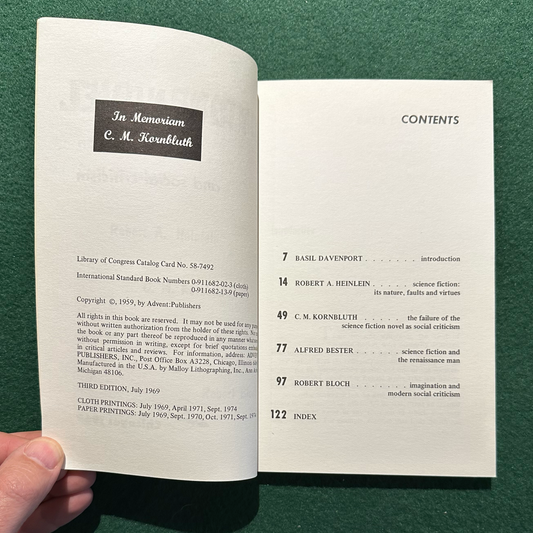 In Memoriam
C. M. Kornbluth
Library of Congress Catalog Card No. 58-7492
International Standard Book Numbers 0-911682-02-3 (cloth)
0-911682-13-9 (paper)
Copyright ©, 1959, by Advent:Publishers
All rights in this book are reserved. It may not be used for any
without written authorization from the holder of these rights. No
the book or any part thereof be reproduced in any manner
without permission in writing, except for brief quotations
in critical articles and reviews. For information, address:
PUBLISHERS, INC., Post Office Box A3228, Chicago,
Manufactured in the U.S.A. by Malloy Lithographing, Inc.,
Michigan 48106.
THIRD EDITION, July 1969
CLOTH PRINTINGS: July 1969, April 1971, Sept. 1974
PAPER PRINTINGS: July 1969, Sept. 1970, Oct. 1971, Sept.
CONTENTS
7 BASIL DAVENPORT . . . . . . . introduction
14 ROBERT A. HEINLEIN . . . . . science fiction:
its nature, faults and virtues
49 C. M. KORNBLUTH . . . . . the failure of the
science fiction novel as social criticism
77 ALFRED BESTER . . . . . . science fiction and
the renaissance man
97 ROBERT BLOCH . . . . . . . imagination and
modern social criticism
122 INDEX